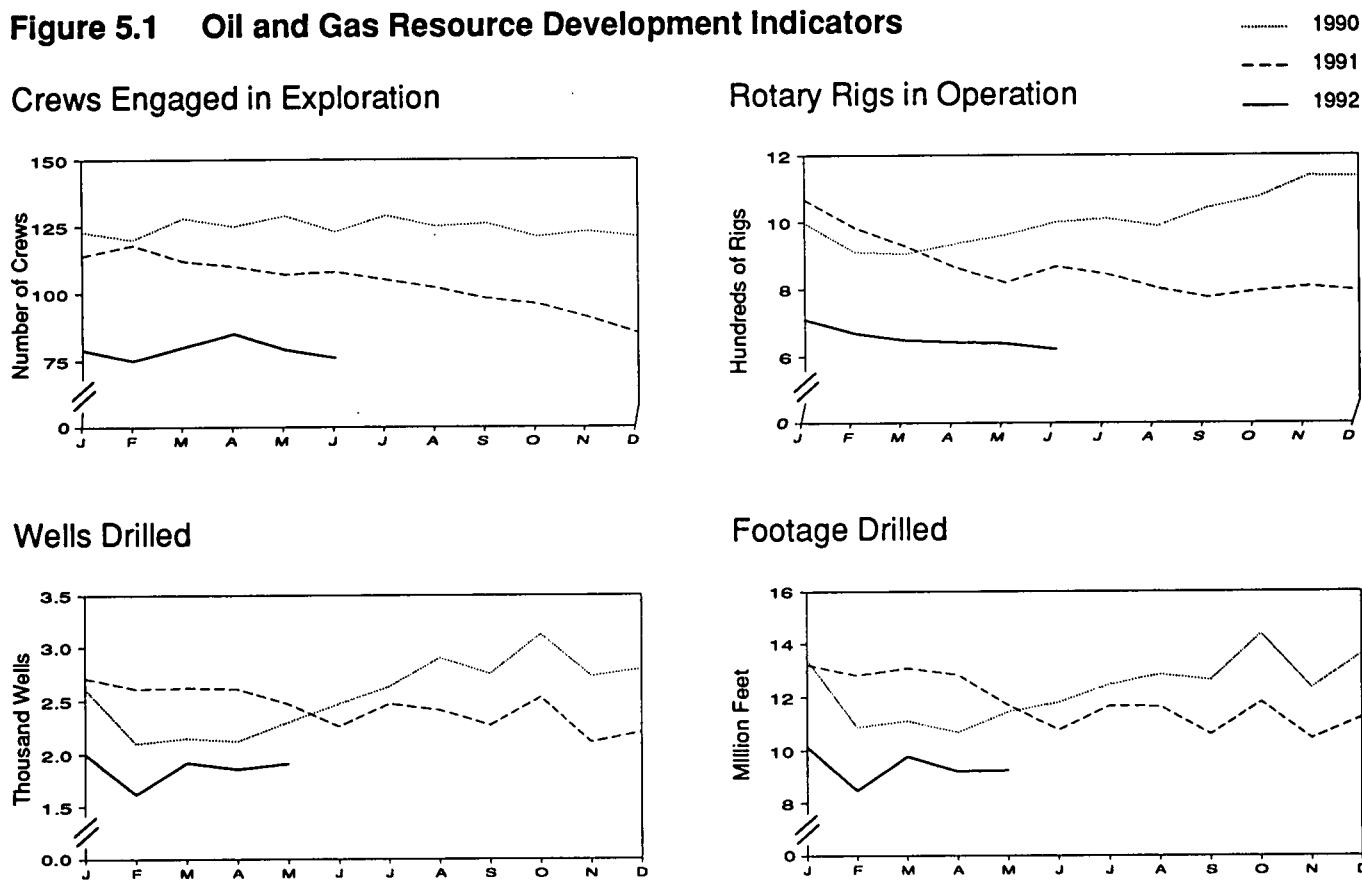 Figure 5.1 Oil and Gas Resource Development Indicators
1990
1991
1992
Crews Engaged in Exploration
Number of Crews
150
125
100
75
0
J F M A M J J A S O N D
Rotary Rigs in Operation
Hundreds of Rigs
12
10
8
6
0
J F M A M J J A S O N D
Wells Drilled
Thousand Wells
3.5
3.0
2.5
2.0
1.5
0.0
J F M A M J J A S O N D
Footage Drilled
Million Feet
16
14
12
10
8
0
J F M A M J J A S O N D